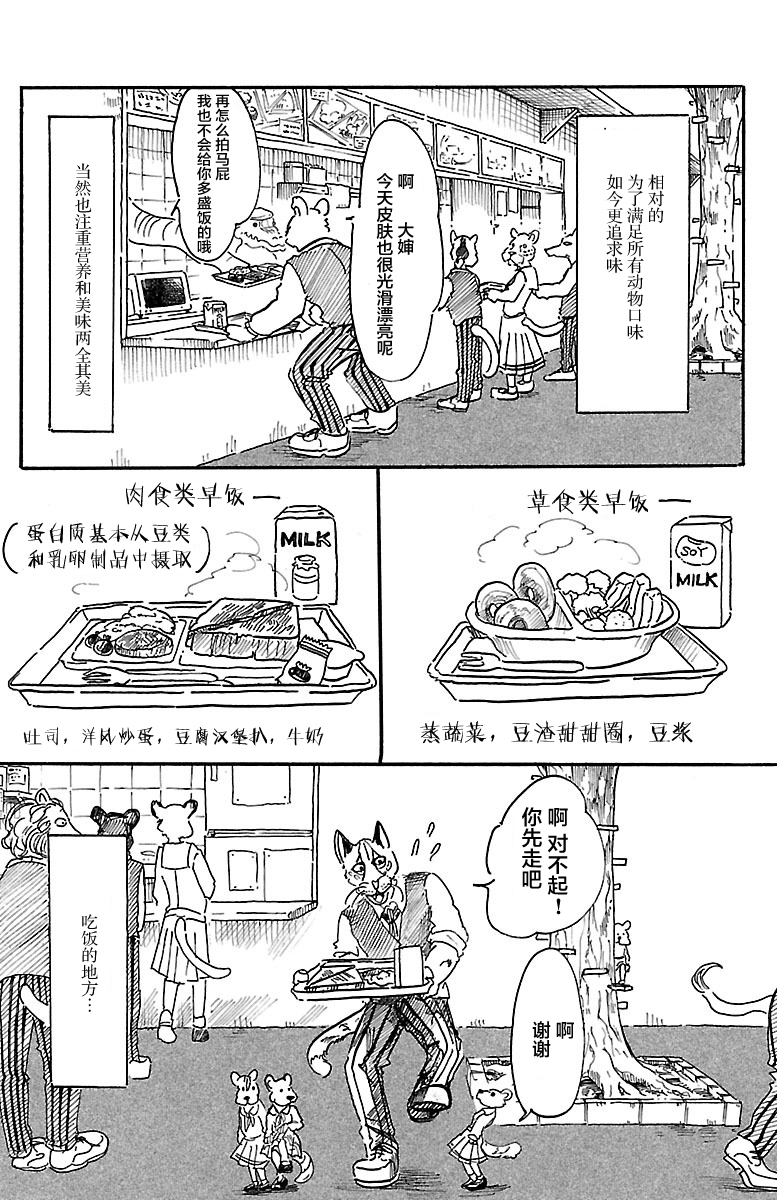 相对的
为了满足所有动物口味
如今更追求味
啊 大婶
今天皮肤也很光滑漂亮呢
再怎么拍马屁
我也不会给你多盛饭的哦
当然也注重营养和美味两全其美
肉食类早饭一
(蛋白质基本从豆类
和乳卵制品中摄取)
MILK
吐司，洋风炒蛋，豆腐汉堡扒，牛奶
草食类早饭一
SOY
MILK
蒸蔬菜，豆渣甜甜圈，豆浆
啊 对不起！
你先走吧
啊
谢谢
吃饭的地方…